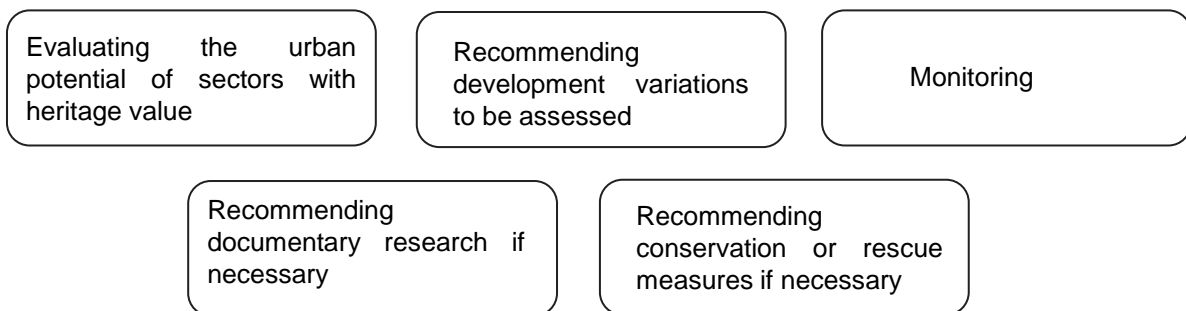 Evaluating the urban
potential of sectors with
heritage value
Recommending
development variations
to be assessed
Monitoring
Recommending
documentary research if
necessary
Recommending
conservation or rescue
measures if necessary